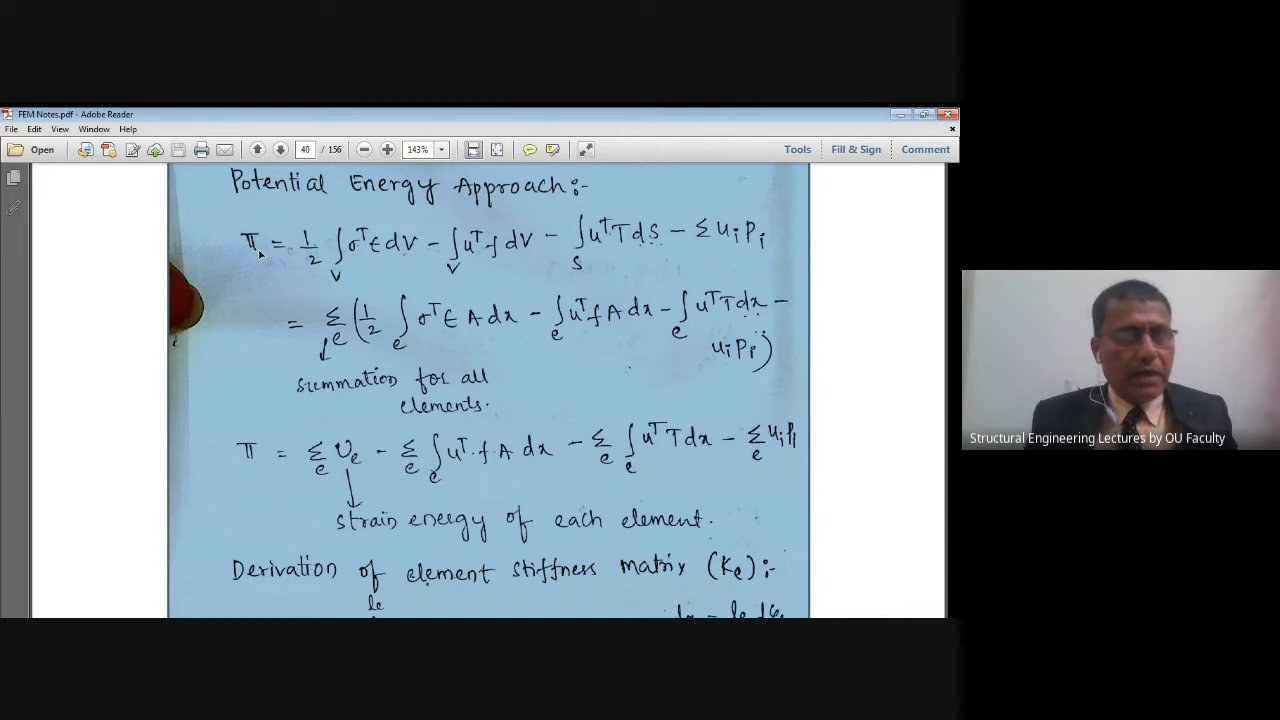 FEM Notes.pdf - Adobe Reader
File Edit View Window Help
Open 40 / 156 143% Tools Fill & Sign Comment
Potential Energy Approach:-
π = 1/2 ∫v σᵀε dV - ∫v uᵀf dV - ∫s uᵀT dS - Σ uᵢPᵢ
= Σe (1/2 ∫e σᵀε A dx - ∫e uᵀf A dx - ∫e uᵀT dx -
uᵢPᵢ)
summation for all
elements.
π = Σe Ue - Σe ∫e uᵀ.f.A dx - Σe ∫e uᵀT dx - Σe uᵢPᵢ
strain energy of each element.
Derivation of element stiffness matrix (Ke):-
le
Structural Engineering Lectures by OU Faculty